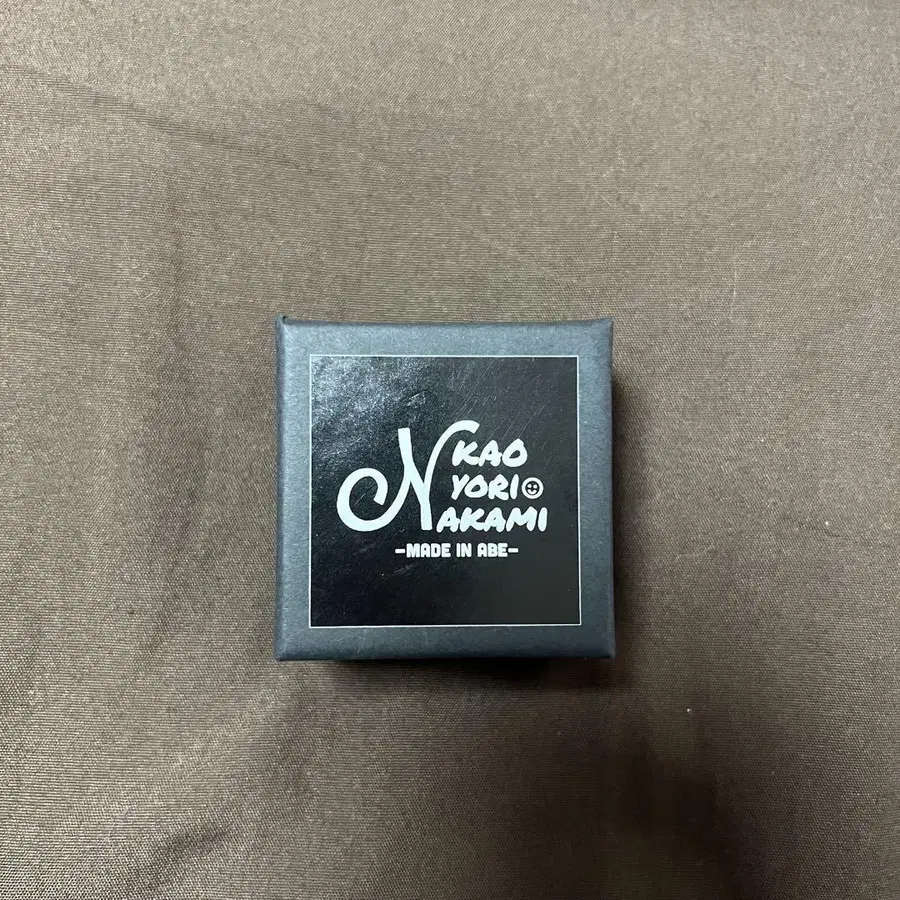 KAO
YORI
NAKAMI
-MADE IN ABE-